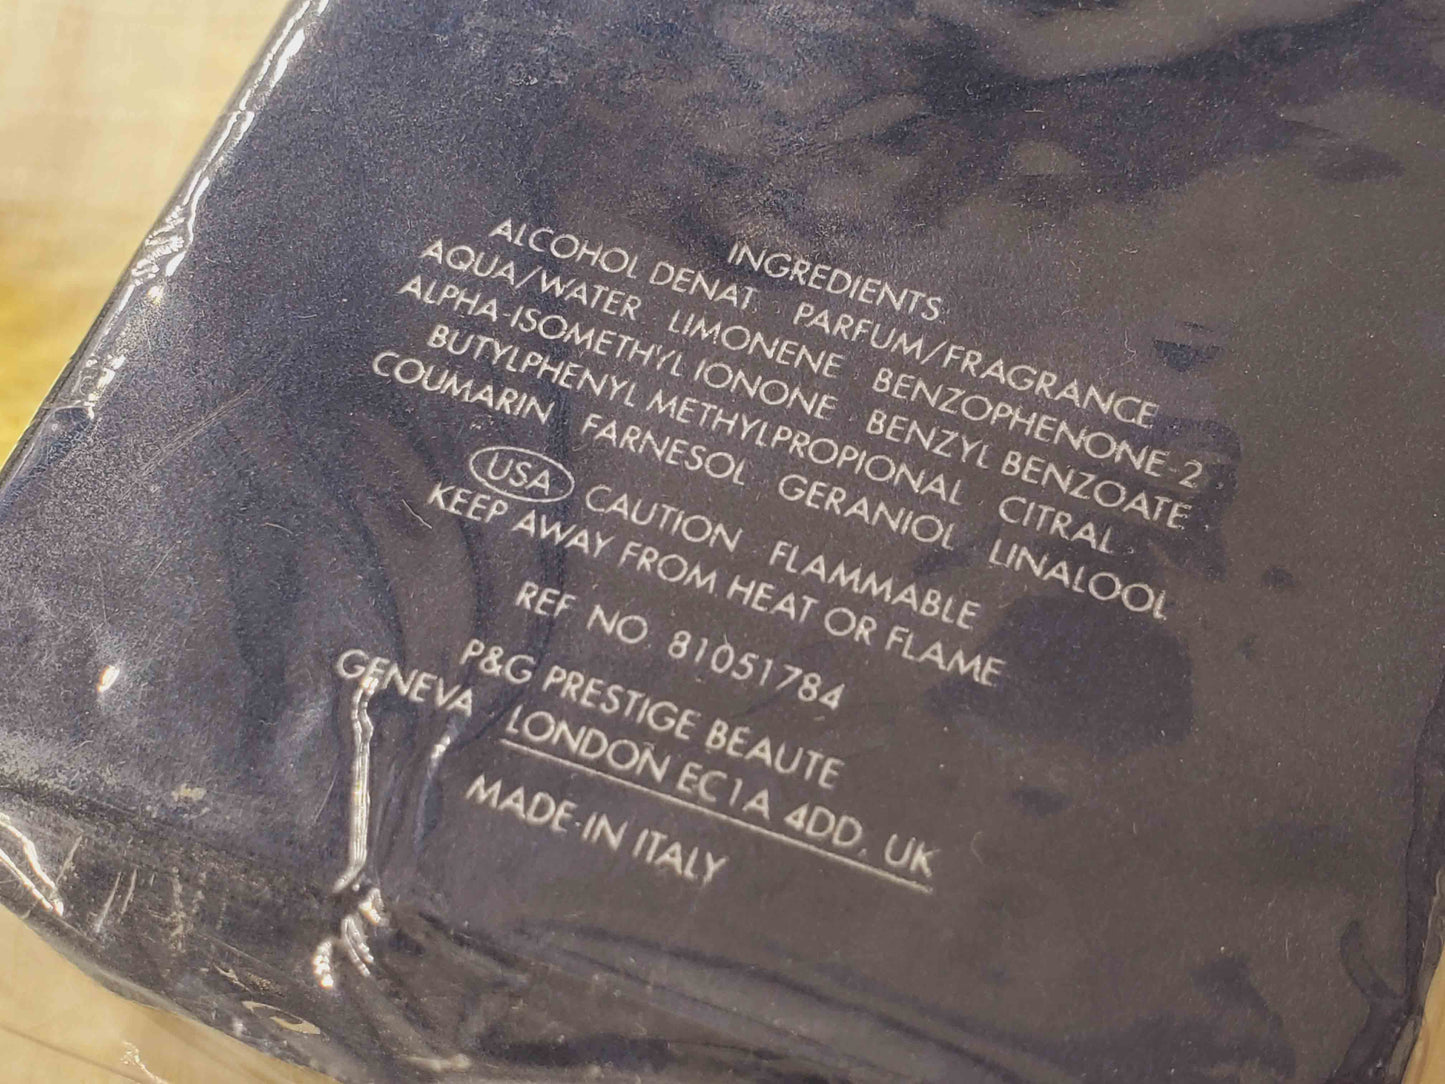 INGREDIENTS
ALCOHOL DENAT. PARFUM/FRAGRANCE
AQUA/WATER LIMONENE BENZOPHENONE-2
ALPHA-ISOMETHYL IONONE BENZYL BENZOATE
BUTYLPHENYL METHYLPROPIONAL CITRAL
COUMARIN FARNESOL GERANIOL LINALOOL
USA CAUTION FLAMMABLE
KEEP AWAY FROM HEAT OR FLAME
REF NO. 81051784
P&G PRESTIGE BEAUTE
GENEVA LONDON EC1A 4DD, UK
MADE IN ITALY